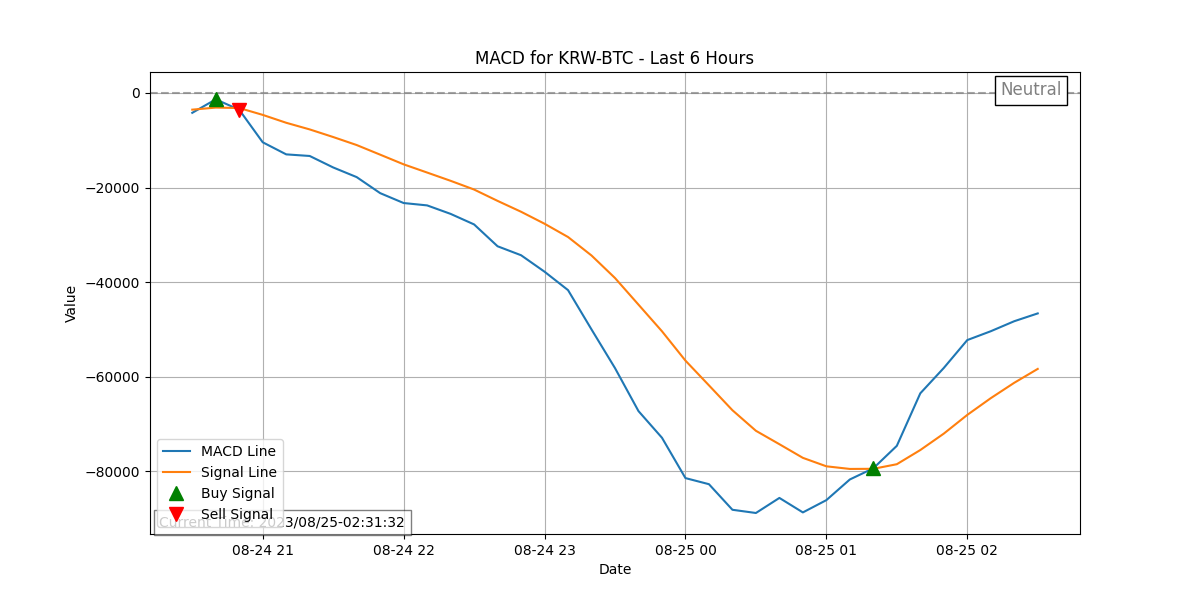 MACD for KRW-BTC - Last 6 Hours
Neutral
0
−20000
−40000
−60000
−80000
Value
MACD Line
Signal Line
Buy Signal
Sell Signal
Current Time: 2023/08/25-02:31:32
08-24 21
08-24 22
08-24 23
08-25 00
08-25 01
08-25 02
Date